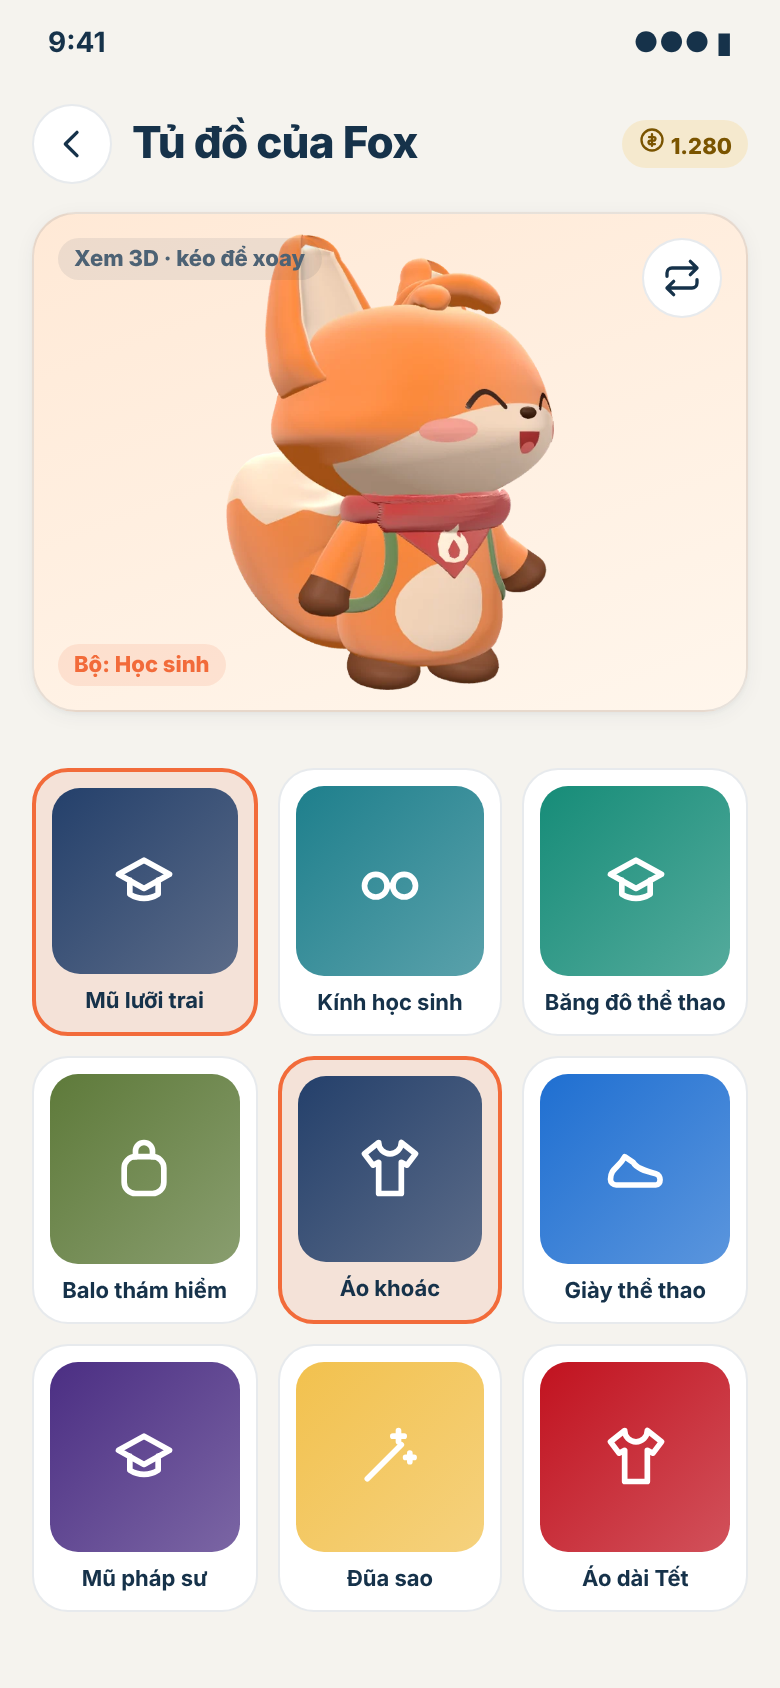 9:41
Tủ đồ của Fox
1.280
Xem 3D · kéo để xoay
Bộ: Học sinh
Mũ lưỡi trai
Kính học sinh
Băng đô thể thao
Balo thám hiểm
Áo khoác
Giày thể thao
Mũ pháp sư
Đũa sao
Áo dài Tết